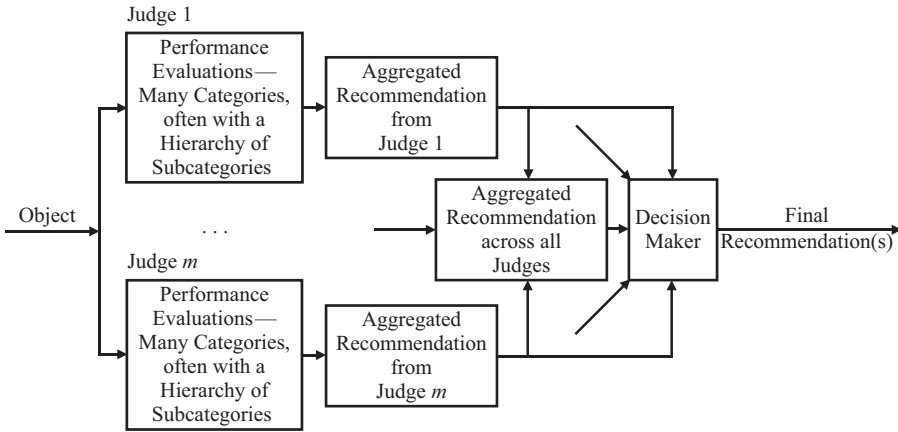 Judge 1
Performance
Evaluations—
Many Categories,
often with a
Hierarchy of
Subcategories
Aggregated
Recommendation
from
Judge 1
Object
. . .
Aggregated
Recommendation
across all
Judges
Decision
Maker
Final
Recommendation(s)
Judge m
Performance
Evaluations—
Many Categories,
often with a
Hierarchy of
Subcategories
Aggregated
Recommendation
from
Judge m